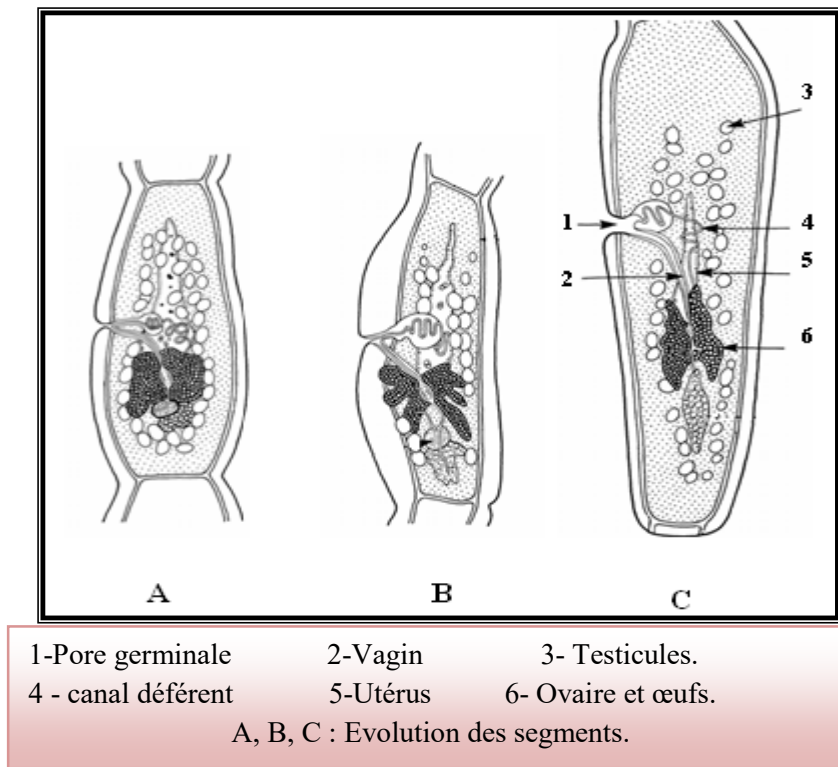 3
1
4
2
5
6
A
B
C
1-Pore germinale 2-Vagin 3- Testicules.
4 - canal déférent 5-Utérus 6- Ovaire et œufs.
A, B, C : Evolution des segments.